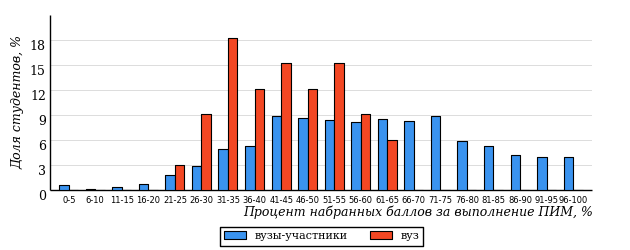 Доля студентов, %
18
15
12
9
6
3
0
0-5 6-10 11-15 16-20 21-25 26-30 31-35 36-40 41-45 46-50 51-55 56-60 61-65 66-70 71-75 76-80 81-85 86-90 91-95 96-100
Процент набранных баллов за выполнение ПИМ, %
вузы-участники вуз